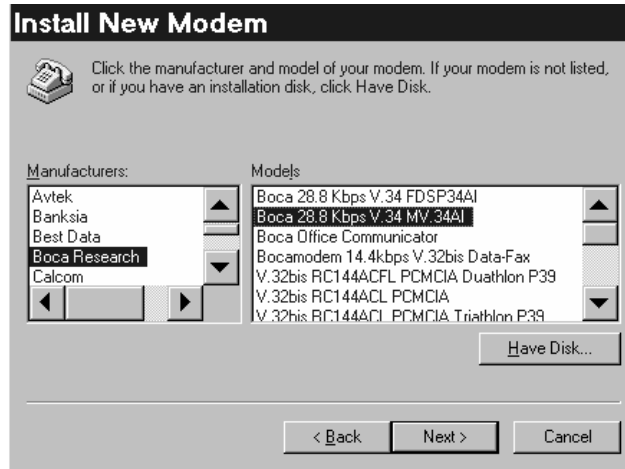 Install New Modem
Click the manufacturer and model of your modem. If your modem is not listed,
or if you have an installation disk, click Have Disk.
Manufacturers:
Avtek
Banksia
Best Data
Boca Research
Calcom
Models
Boca 28.8 Kbps V.34 FDSP34AI
Boca 28.8 Kbps V.34 MV.34AI
Boca Office Communicator
Bocamodem 14.4kbps V.32bis Data-Fax
V.32bis RC144ACFL PCMCIA Duathlon P39
V.32bis RC144ACL PCMCIA
V.32bis RC144ACL PCMCIA Triathlon P39
Have Disk...
< Back
Next >
Cancel